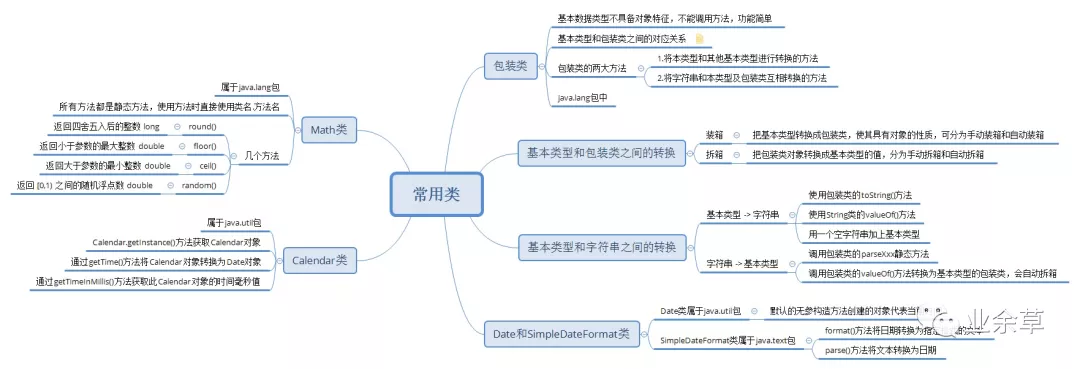 常用类
包装类
基本数据类型不具备对象特征，不能调用方法，功能简单
基本类型和包装类之间的对应关系
包装类的两大方法
1.将本类型和其他基本类型进行转换的方法
2.将字符串和本类型及包装类互相转换的方法
java.lang包中
基本类型和包装类之间的转换
装箱
把基本类型转换成包装类，使其具有对象的性质，可分为手动装箱和自动装箱
拆箱
把包装类对象转换成基本类型的值，分为手动拆箱和自动拆箱
基本类型和字符串之间的转换
基本类型 -> 字符串
使用包装类的toString()方法
使用String类的valueOf()方法
用一个空字符串加上基本类型
字符串 -> 基本类型
调用包装类的parseXxx静态方法
调用包装类的valueOf()方法转换为基本类型的包装类，会自动拆箱
Date和SimpleDateFormat类
Date类属于java.util包
默认的无参构造方法创建的对象代表当
SimpleDateFormat类属于java.text包
format()方法将日期转换为指
parse()方法将文本转换为日期
Math类
属于java.lang包
所有方法都是静态方法，使用方法时直接使用类名.方法名
几个方法
round()
返回四舍五入后的整数 long
floor()
返回小于参数的最大整数 double
ceil()
返回大于参数的最小整数 double
random()
返回 [0,1) 之间的随机浮点数 double
Calendar类
属于java.util包
Calendar.getInstance()方法获取Calendar对象
通过getTime()方法将Calendar对象转换为Date对象
通过getTimeInMillis()方法获取此Calendar对象的时间毫秒值
业余草